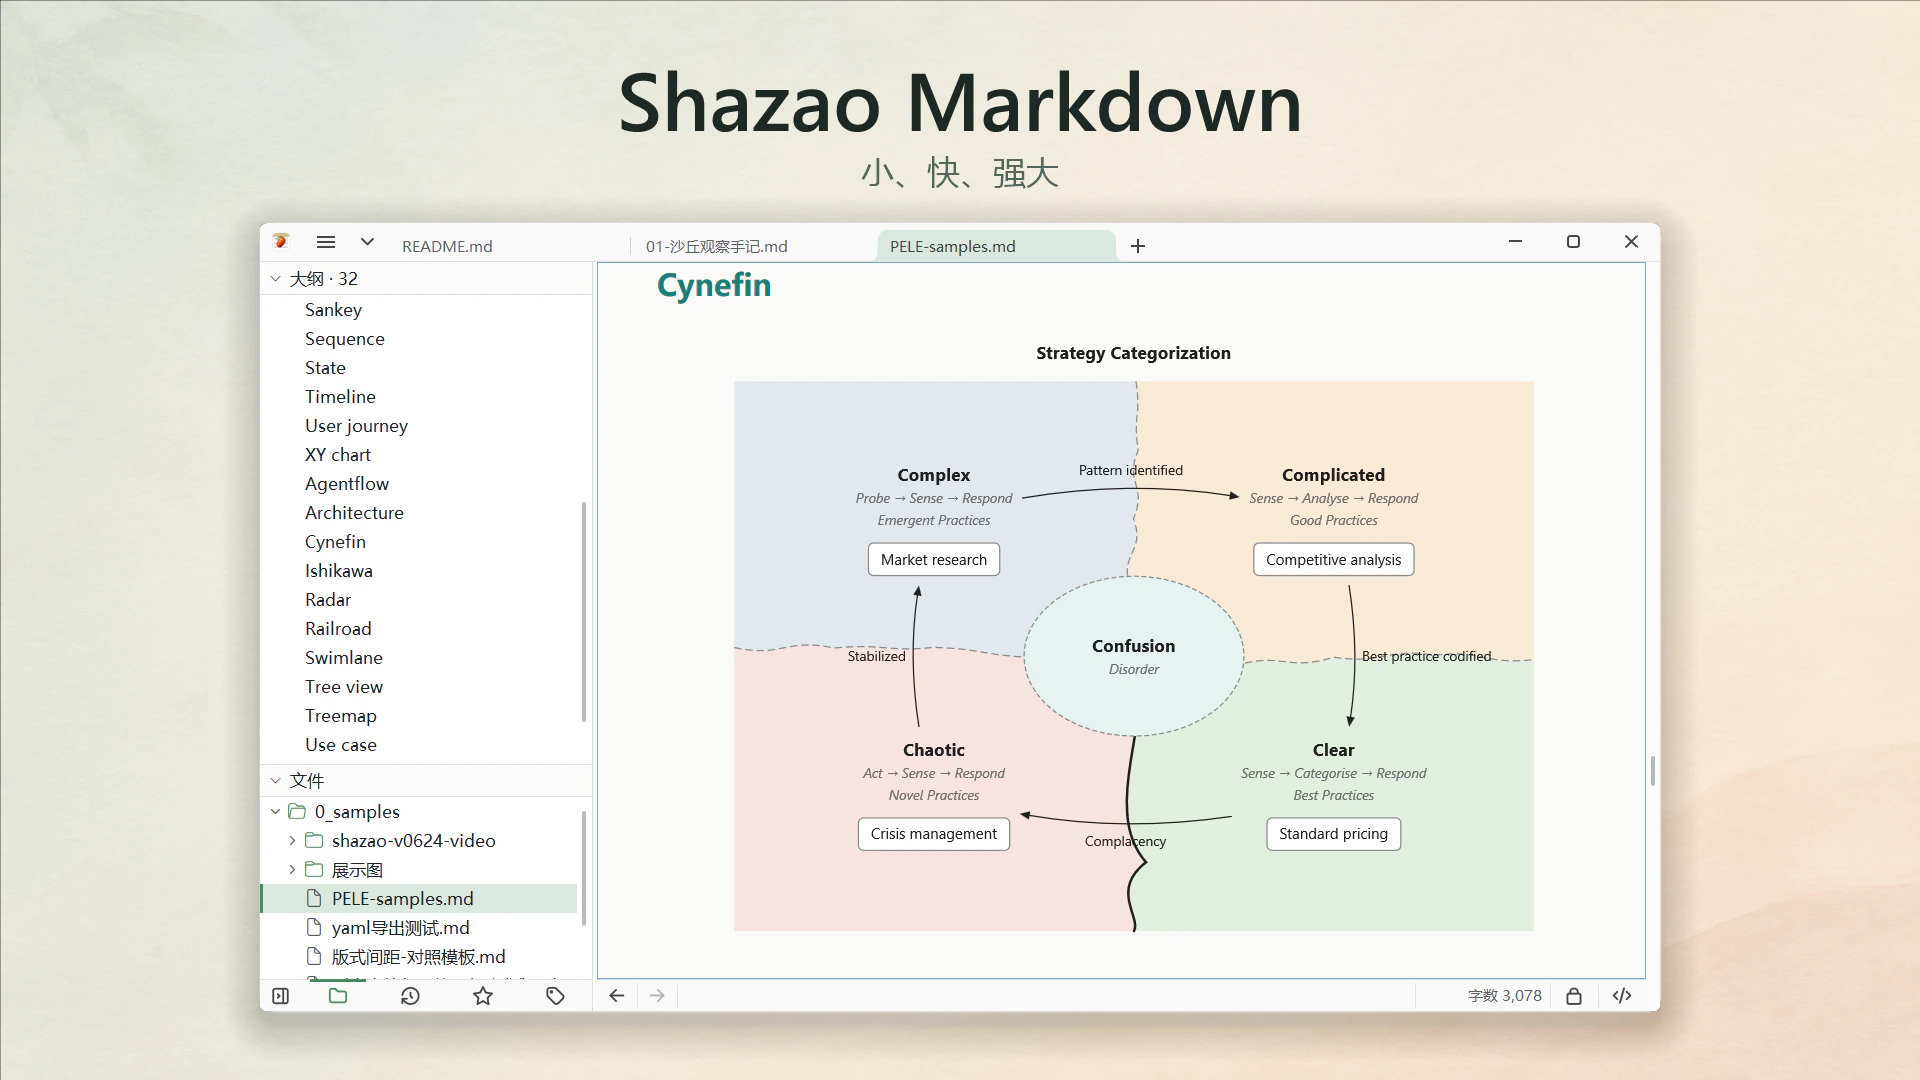 Shazao Markdown
小、快、强大
README.md
01-沙丘观察手记.md
PELE-samples.md
大纲 · 32
Sankey
Sequence
State
Timeline
User journey
XY chart
Agentflow
Architecture
Cynefin
Ishikawa
Radar
Railroad
Swimlane
Tree view
Treemap
Use case
文件
0_samples
shazao-v0624-video
展示图
PELE-samples.md
yaml导出测试.md
版式间距-对照模板.md
Cynefin
Strategy Categorization
Complex
Probe → Sense → Respond
Emergent Practices
Market research
Pattern identified
Complicated
Sense → Analyse → Respond
Good Practices
Competitive analysis
Confusion
Disorder
Stabilized
Best practice codified
Chaotic
Act → Sense → Respond
Novel Practices
Crisis management
Complacency
Clear
Sense → Categorise → Respond
Best Practices
Standard pricing
字数 3,078